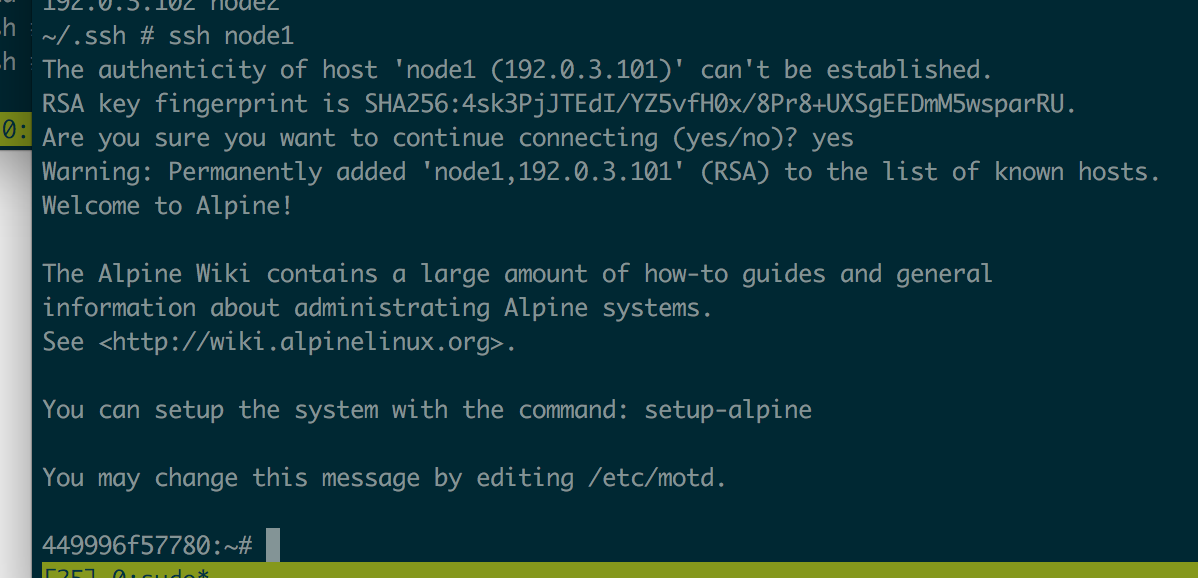 192.0.3.102 node2
~/.ssh # ssh node1
The authenticity of host 'node1 (192.0.3.101)' can't be established.
RSA key fingerprint is SHA256:4sk3PjJTEdI/YZ5vfH0x/8Pr8+UXSgEEDmM5wsparRU.
Are you sure you want to continue connecting (yes/no)? yes
Warning: Permanently added 'node1,192.0.3.101' (RSA) to the list of known hosts.
Welcome to Alpine!
The Alpine Wiki contains a large amount of how-to guides and general
information about administrating Alpine systems.
See <http://wiki.alpinelinux.org>.
You can setup the system with the command: setup-alpine
You may change this message by editing /etc/motd.
449996f57780:~#
[35] 0:sudo*
0: